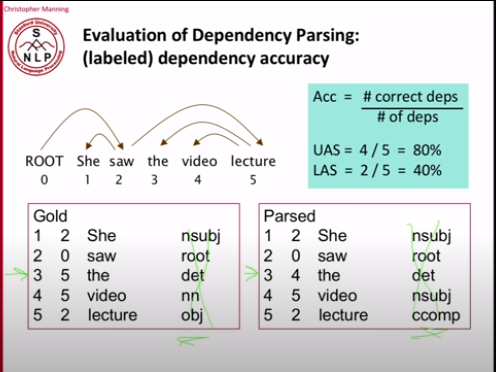 Christopher Manning
Stanford University
S
N L P
Natural Language Processing
Evaluation of Dependency Parsing:
(labeled) dependency accuracy
Acc = # correct deps
# of deps
UAS = 4 / 5 = 80%
LAS = 2 / 5 = 40%
ROOT She saw the video lecture
0 1 2 3 4 5
Gold
1 2 She nsubj
2 0 saw root
3 5 the det
4 5 video nn
5 2 lecture obj
Parsed
1 2 She nsubj
2 0 saw root
3 4 the det
4 5 video nsubj
5 2 lecture ccomp